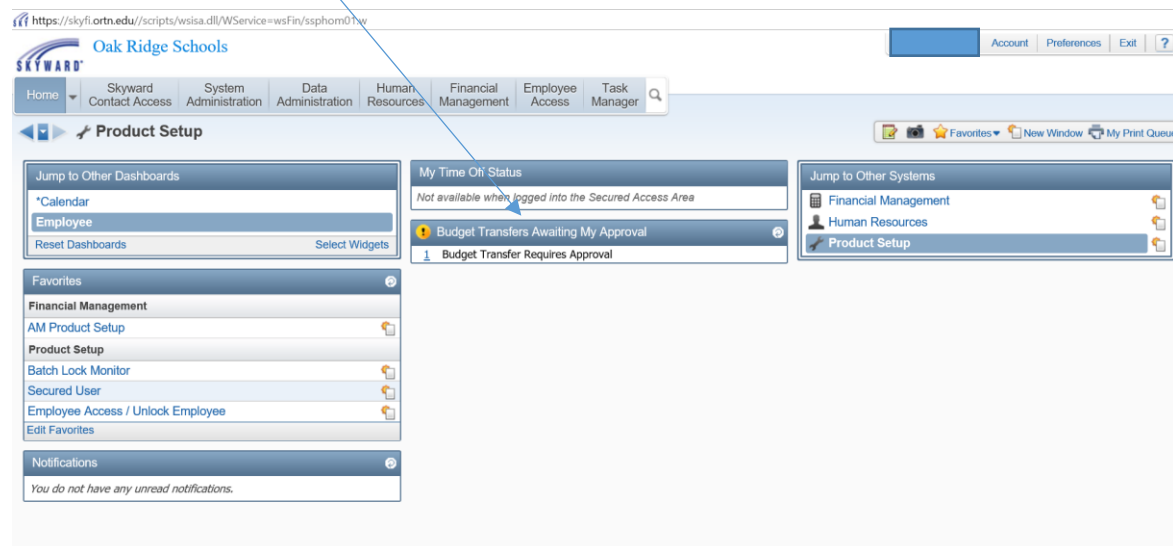 https://skyfi.ortn.edu//scripts/wsisa.dll/WService=wsFin/ssphom01.w
SKYWARD
Oak Ridge Schools
Account Preferences Exit ?
Home Skyward Contact Access System Administration Data Administration Human Resources Financial Management Employee Access Task Manager
Product Setup
Favorites New Window My Print Queue
Jump to Other Dashboards
*Calendar
Employee
Reset Dashboards Select Widgets
Favorites
Financial Management
AM Product Setup
Product Setup
Batch Lock Monitor
Secured User
Employee Access / Unlock Employee
Edit Favorites
Notifications
You do not have any unread notifications.
My Time Off Status
Not available when logged into the Secured Access Area
Budget Transfers Awaiting My Approval
1 Budget Transfer Requires Approval
Jump to Other Systems
Financial Management
Human Resources
Product Setup